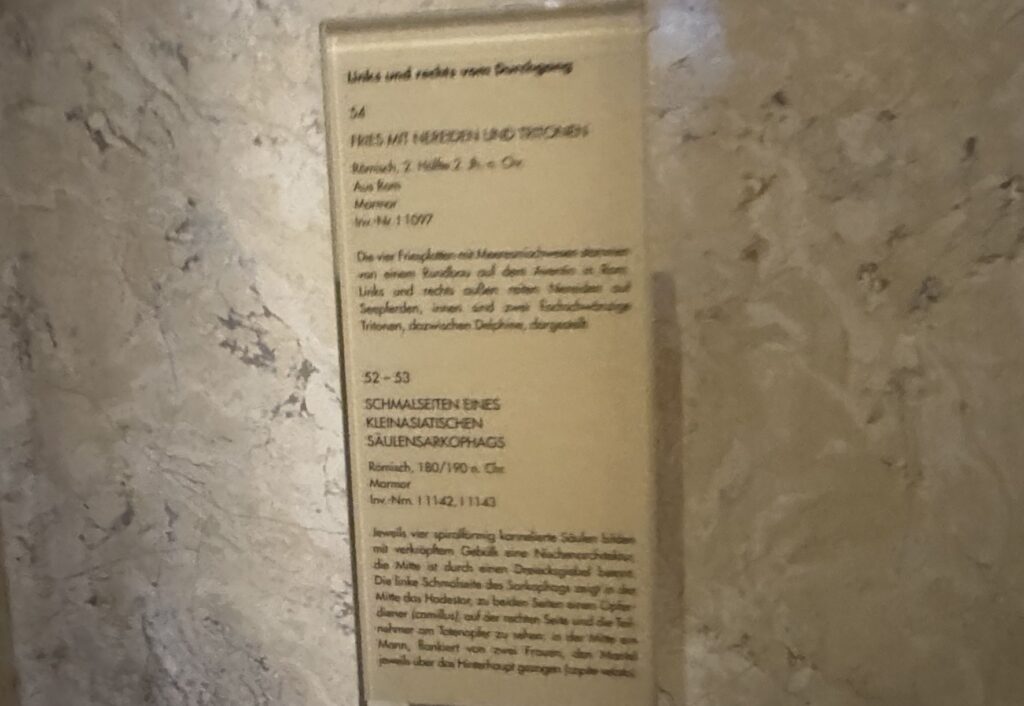 Links und rechts vom Durchgang
54
FRIES MIT NEREIDEN UND TRITONEN
Römisch, 2. Hälfte 2. Jh. n. Chr.
Aus Rom
Marmor
Inv.-Nr. I 1097
Die vier Friesplatten mit Meeresmischwesen stammen
von einem Rundbau auf dem Aventin in Rom.
Links und rechts außen reiten Nereiden auf
Seepferden, innen sind zwei fischschwänzige
Tritonen, dazwischen Delphine, dargestellt.
52 – 53
SCHMALSEITEN EINES
KLEINASIATISCHEN
SÄULENSARKOPHAGS
Römisch, 180/190 n. Chr.
Marmor
Inv.-Nrn. I 1142, I 1143
Jeweils vier spiralförmig kannelierte Säulen bilden
mit verkröpftem Gebälk eine Nischenarchitektur,
die Mitte ist durch einen Dreiecksgiebel betont.
Die linke Schmalseite des Sarkophags zeigt in der
Mitte das Hadestor, zu beiden Seiten einen Opfer-
diener (camillus), auf der rechten Seite sind die Teil-
nehmer am Totenopfer zu sehen: in der Mitte ein
Mann, flankiert von zwei Frauen, den Mantel
jeweils über das Hinterhaupt gezogen (capite velato).